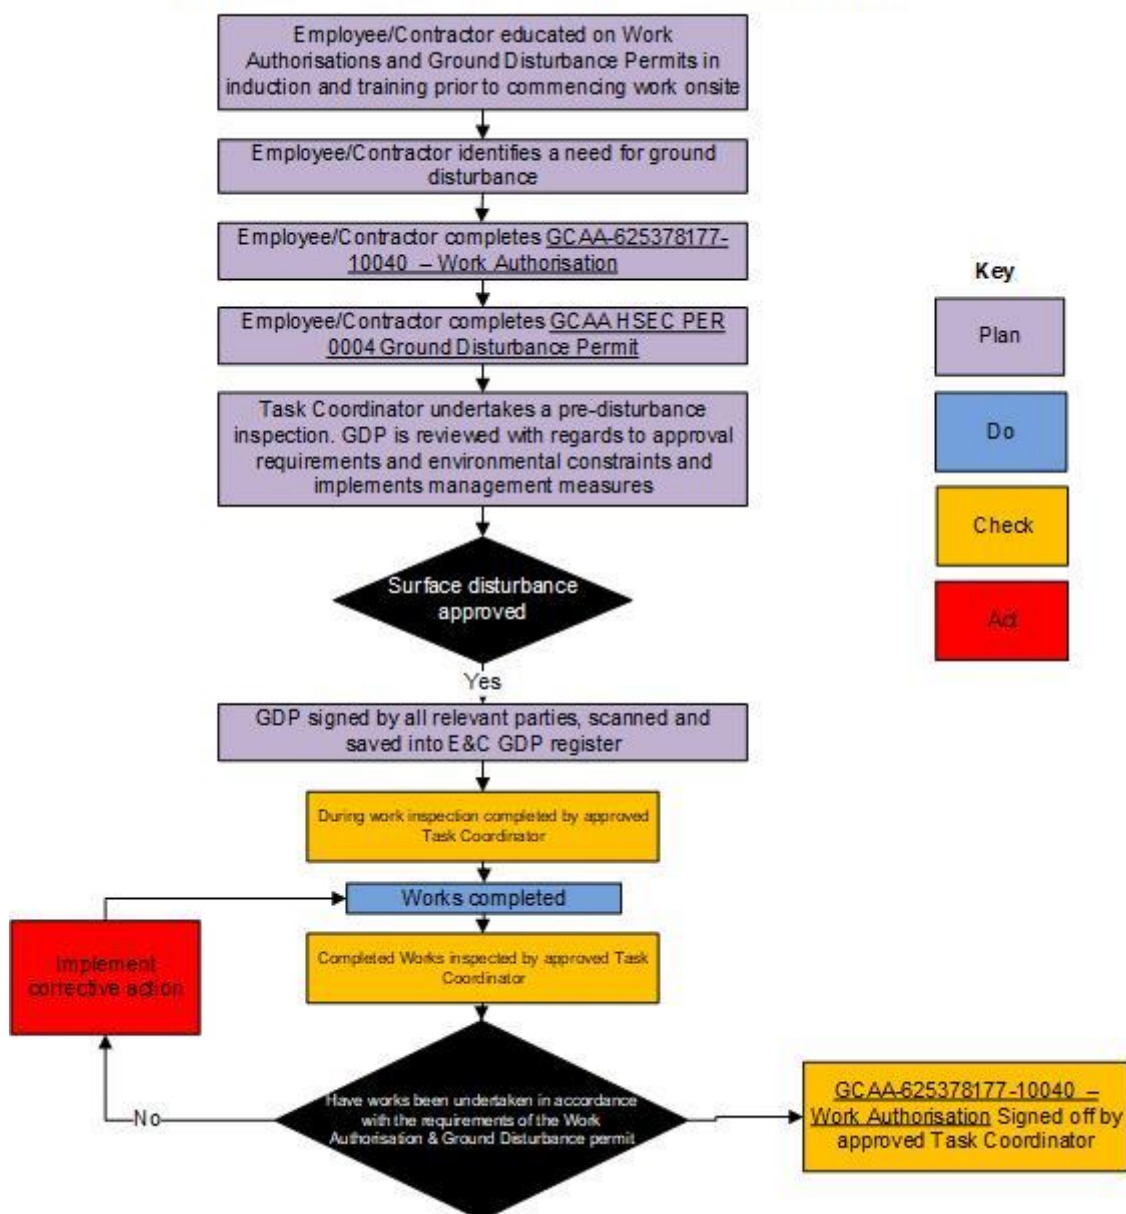 Employee/Contractor educated on Work
Authorisations and Ground Disturbance Permits in
induction and training prior to commencing work onsite
Employee/Contractor identifies a need for ground
disturbance
Employee/Contractor completes GCAA-625378177-
10040 – Work Authorisation
Employee/Contractor completes GCAA HSEC PER
0004 Ground Disturbance Permit
Task Coordinator undertakes a pre-disturbance
inspection. GDP is reviewed with regards to approval
requirements and environmental constraints and
implements management measures
Surface disturbance
approved
Yes
GDP signed by all relevant parties, scanned and
saved into E&C GDP register
During work inspection completed by approved
Task Coordinator
Works completed
Completed Works inspected by approved Task
Coordinator
Implement
corrective action
Have works been undertaken in accordance
with the requirements of the Work
Authorisation & Ground Disturbance permit
No
GCAA-625378177-10040 –
Work Authorisation Signed off by
approved Task Coordinator
Key
Plan
Do
Check
Act